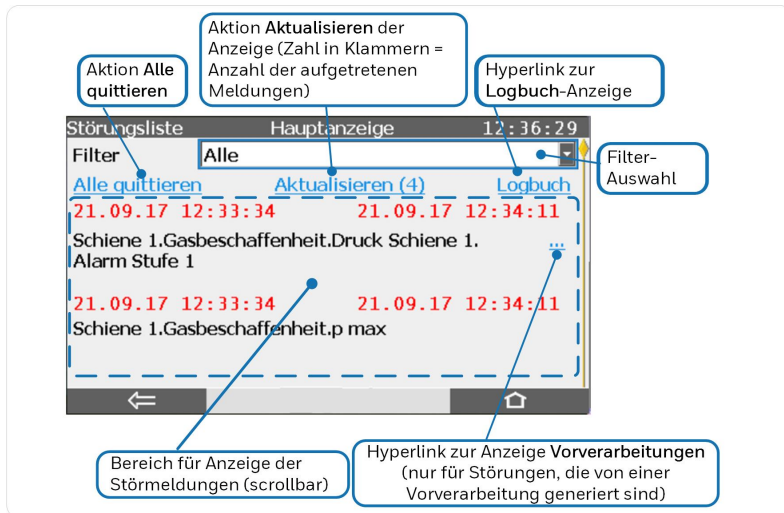 Aktion Aktualisieren der
Anzeige (Zahl in Klammern =
Anzahl der aufgetretenen
Meldungen)
Aktion Alle
quittieren
Hyperlink zur
Logbuch-Anzeige
Störungsliste Hauptanzeige 12:36:29
Filter Alle
Filter-
Auswahl
Alle quittieren Aktualisieren (4) Logbuch
21.09.17 12:33:34 21.09.17 12:34:11
Schiene 1.Gasbeschaffenheit.Druck Schiene 1. ...
Alarm Stufe 1
21.09.17 12:33:34 21.09.17 12:34:11
Schiene 1.Gasbeschaffenheit.p max
Bereich für Anzeige der
Störmeldungen (scrollbar)
Hyperlink zur Anzeige Vorverarbeitungen
(nur für Störungen, die von einer
Vorverarbeitung generiert sind)